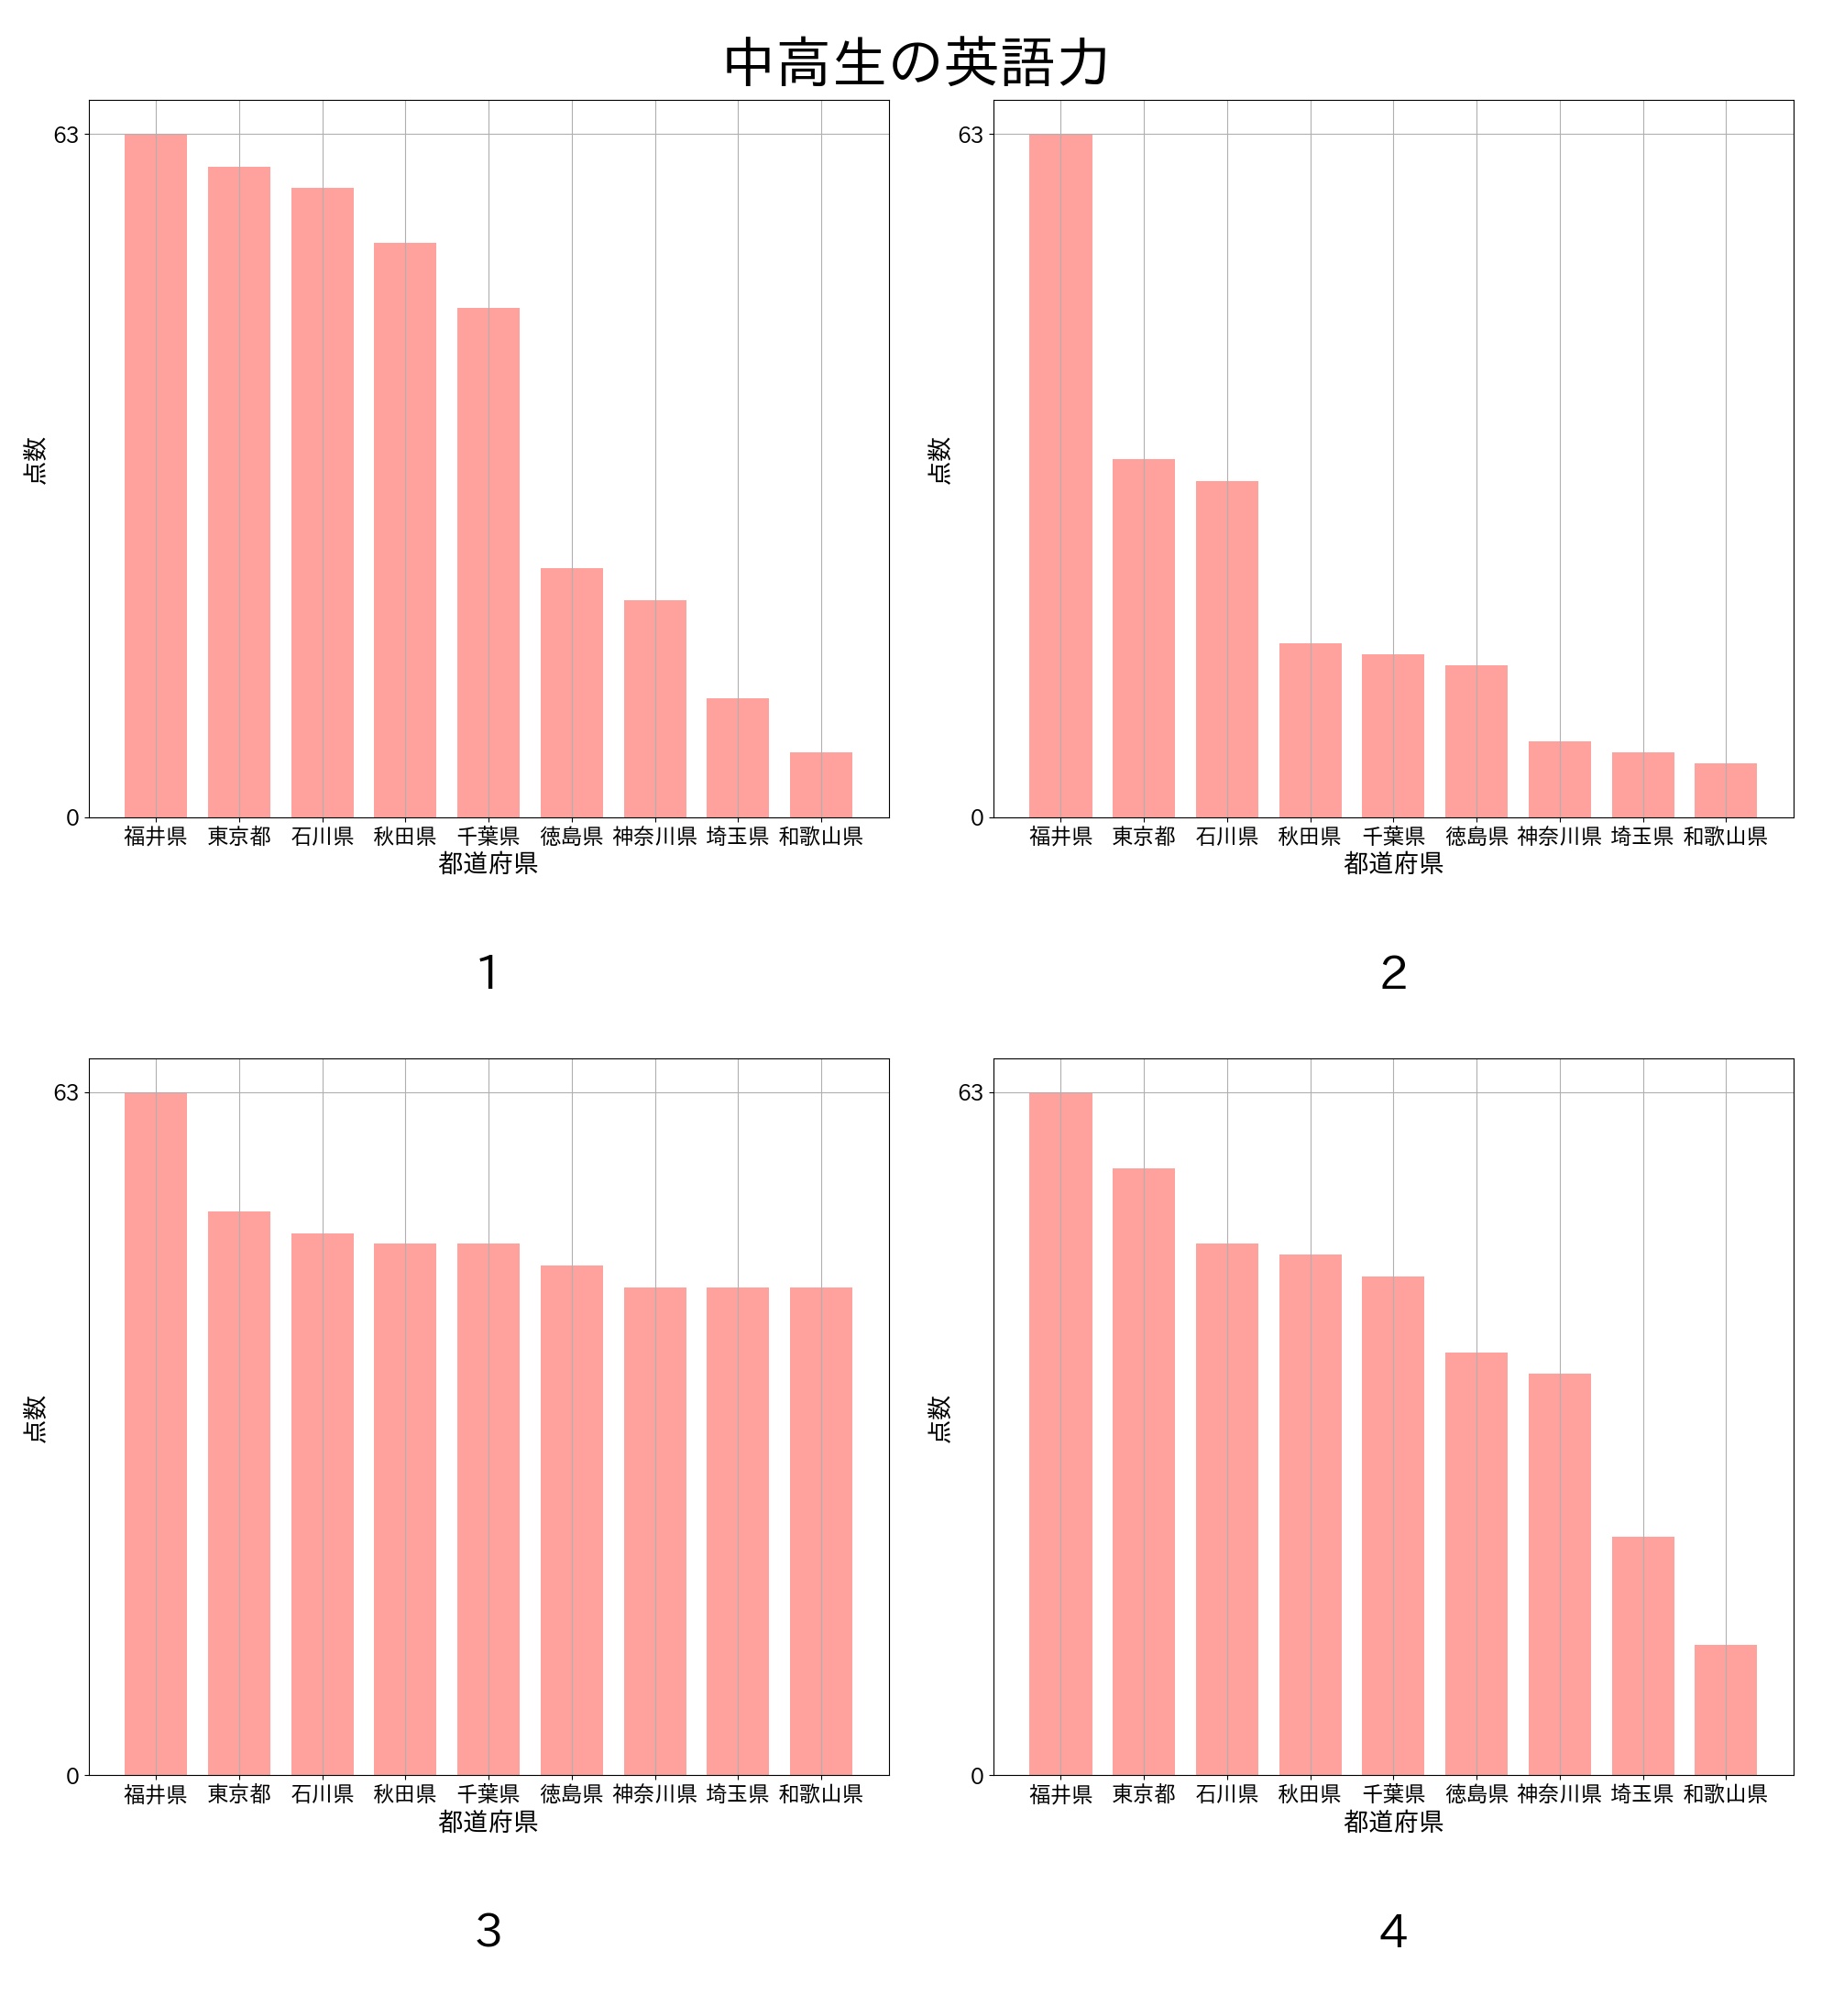 中高生の英語力
63
0
点数
福井県 東京都 石川県 秋田県 千葉県 徳島県 神奈川県 埼玉県 和歌山県
都道府県
1
63
0
点数
福井県 東京都 石川県 秋田県 千葉県 徳島県 神奈川県 埼玉県 和歌山県
都道府県
2
63
0
点数
福井県 東京都 石川県 秋田県 千葉県 徳島県 神奈川県 埼玉県 和歌山県
都道府県
3
63
0
点数
福井県 東京都 石川県 秋田県 千葉県 徳島県 神奈川県 埼玉県 和歌山県
都道府県
4